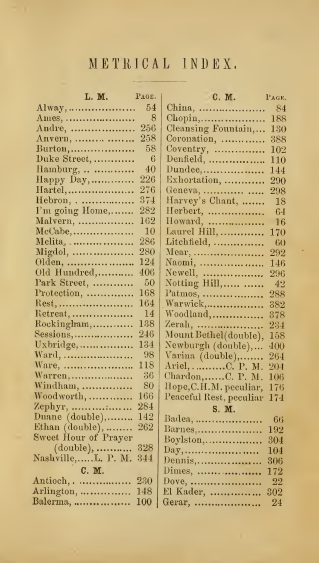 METRICAL INDEX.
L. M. PAGE.
Alway,..................... 54
Ames, ..................... 8
Andre, ..................... 256
Anvern, ..................... 258
Burton,..................... 58
Duke Street,................ 6
Hamburg, .. ................ 40
Happy Day,................. 226
Hartel,..................... 276
Hebron, . ................... 374
I'm going Home,........ 282
Malvern, ................... 162
McCabe,.................... 10
Melita, ..................... 286
Migdol, ..................... 280
Olden, ..................... 124
Old Hundred,.............. 406
Park Street, ............... 50
Protection, ................ 168
Rest,........................ 164
Retreat, .................... 14
Rockingham,............... 138
Sessions,.................... 246
Uxbridge,................... 134
Ward, ...................... 98
Ware, ...................... 118
Warren,..................... 36
Windham, .................. 80
Woodworth, ............... 166
Zephyr, .................... 284
Duane (double),........... 142
Ethan (double), ........... 262
Sweet Hour of Prayer
(double), ............... 328
Nashville,.....L. P. M. 344
C. M.
Antioch,. ................... 230
Arlington, .................. 148
Balerma, ................... 100
C. M. PAGE.
China, ..................... 84
Chopin,..................... 188
Cleansing Fountain,... 130
Coronation, ................ 388
Coventry, .................. 102
Denfield, ................... 110
Dundee,.................... 144
Exhortation, ............... 290
Geneva, .................... 298
Harvey's Chant, ........ 18
Herbert, .................... 64
Howard, .................... 16
Laurel Hill,................ 170
Litchfield, .................. 60
Mear,....................... 292
Naomi, ..................... 146
Newell, ..................... 296
Notting Hill,..... ......... 42
Patmos, .................... 288
Warwick,................... 382
Woodland,.................. 378
Zerah, ..................... 234
Mount Bethel(double), 158
Newburgh (double),.... 400
Varina (double),......... 264
Ariel,..........C. P. M. 204
Chardon,......C. P. M. 106
Hope,C.H.M. peculiar, 176
Peaceful Rest, peculiar 174
S. M.
Badea, ..................... 66
Barnes,..................... 192
Boylston,................... 304
Day,........................ 104
Dennis,..................... 306
Dimes, ..................... 172
Dove, ...................... 22
El Kader, .................. 302
Gerar, ..................... 24